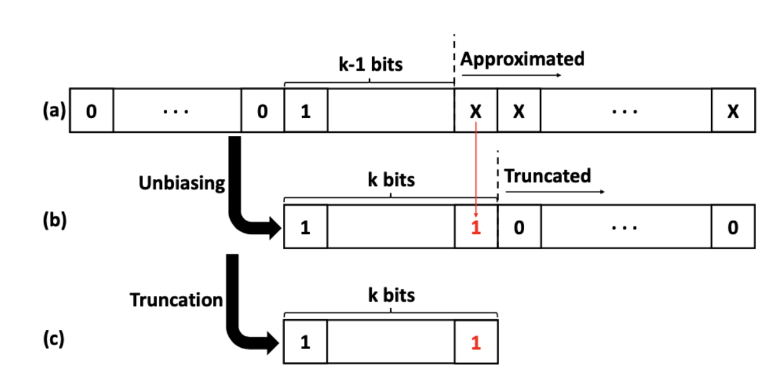 k-1 bits Approximated
(a) 0 ... 0 1 X X ... X
Unbiasing k bits Truncated
(b) 1 1 0 ... 0
Truncation k bits
(c) 1 1